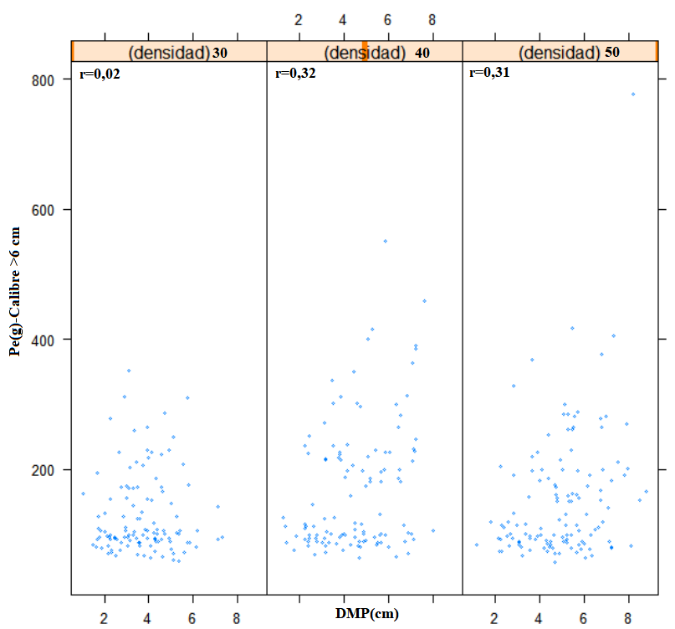 2 4 6 8
(densidad) 30 (densidad) 40 (densidad) 50
r=0,02 r=0,32 r=0,31
800
600
400
200
Pe(g)-Calibre >6 cm
2 4 6 8 2 4 6 8
DMP(cm)